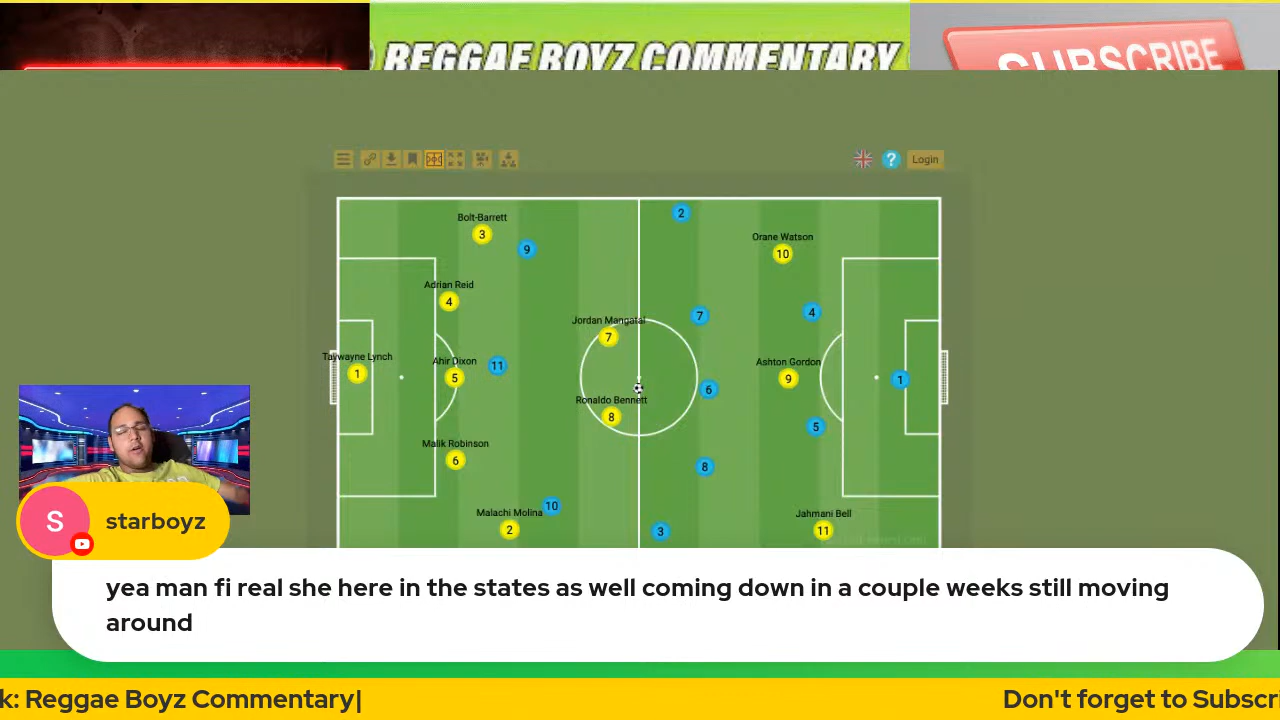 REGGAE BOYZ COMMENTARY
SUBSCRIBE
? Login
Bolt-Barrett
3
9
2
Orane Watson
10
Adrian Reid
4
Jordan Mangatal
7
7
4
Taywayne Lynch
1
Ahir Dixon
5
11
6
Ashton Gordon
9
1
Ronaldo Bennett
8
5
Malik Robinson
6
8
Malachi Molina
2
10
3
Jahmani Bell
11
S
starboyz
yea man fi real she here in the states as well coming down in a couple weeks still moving
around
k: Reggae Boyz Commentary|
Don't forget to Subscri